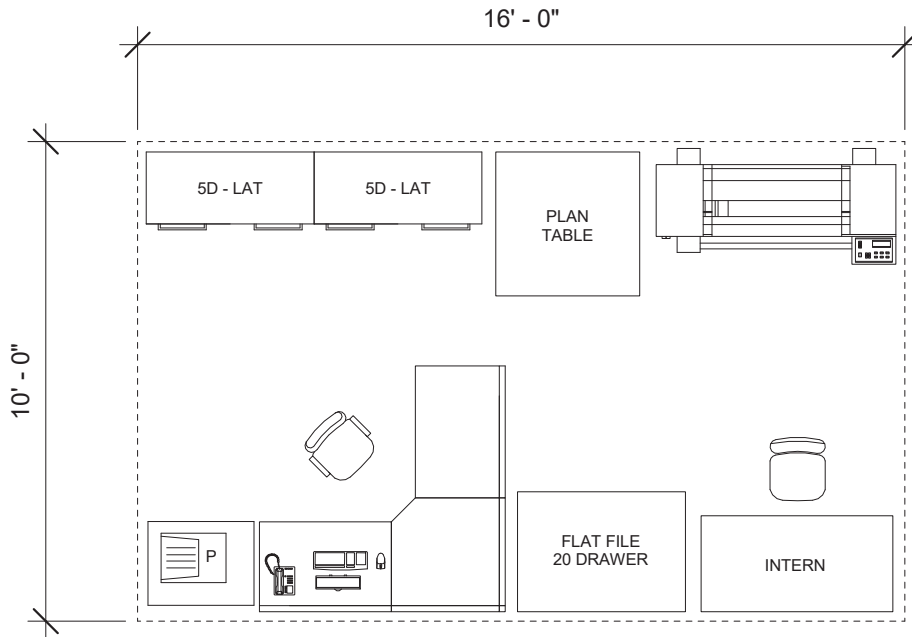 16' - 0"
10' - 0"
5D - LAT
5D - LAT
PLAN
TABLE
P
FLAT FILE
20 DRAWER
INTERN